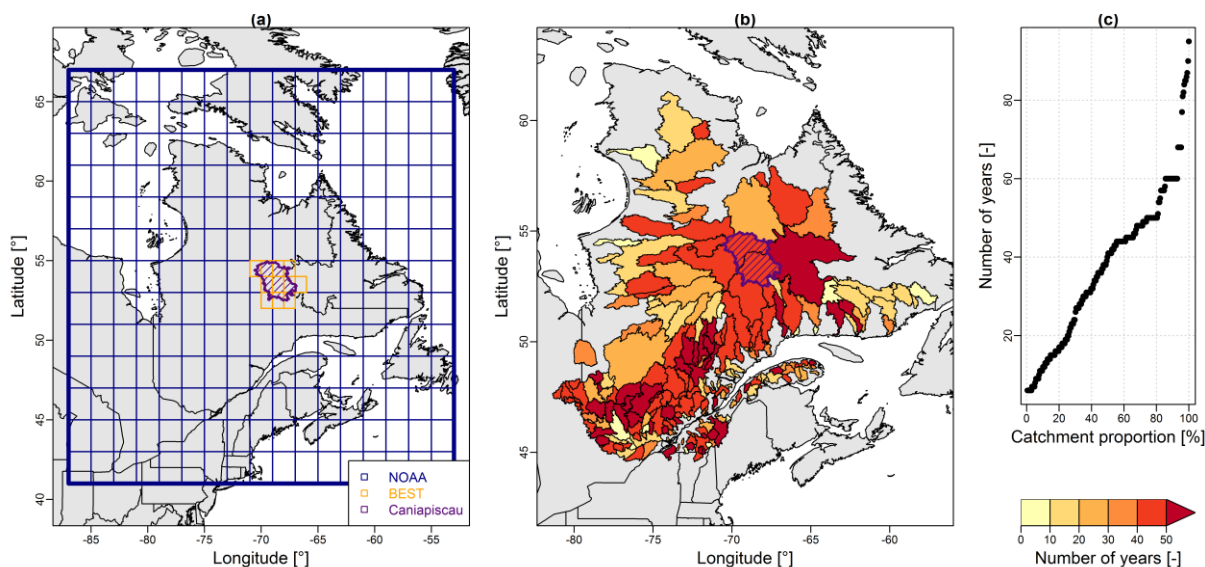 (a)
(b)
(c)
Latitude [°]
65
60
55
50
45
40
-85
-80
-75
-70
-65
-60
-55
Longitude [°]
NOAA
BEST
Caniapiscau
Latitude [°]
60
55
50
45
-80
-75
-70
-65
-60
Longitude [°]
Number of years [-]
80
60
40
20
0
20
40
60
80
100
Catchment proportion [%]
0
10
20
30
40
50
Number of years [-]